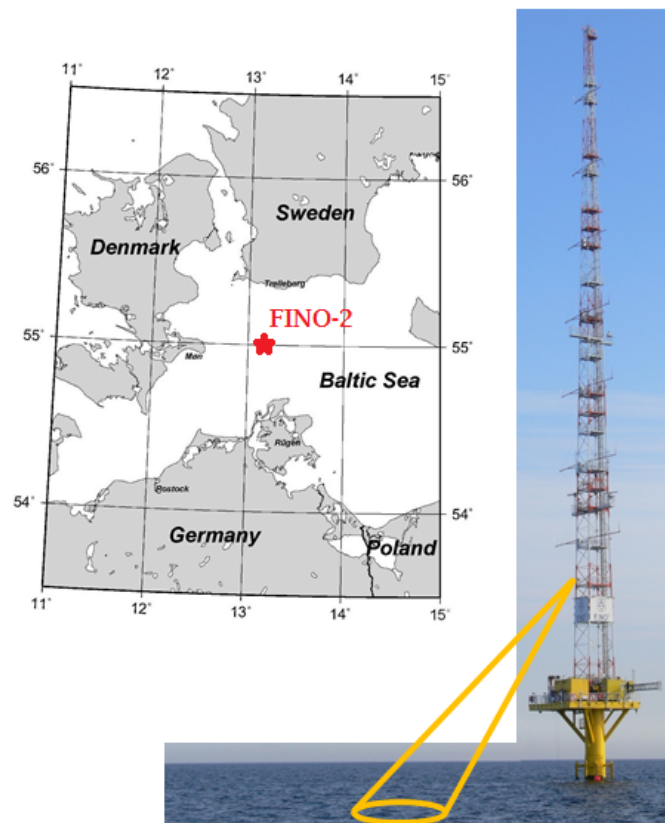 11° 12° 13° 14° 15°
56° 56°
Sweden
Denmark
Trelleborg
FINO-2
55° 55°
Møn
Baltic Sea
Rügen
Rostock
54° 54°
Germany
Poland
11° 12° 13° 14° 15°
FINO